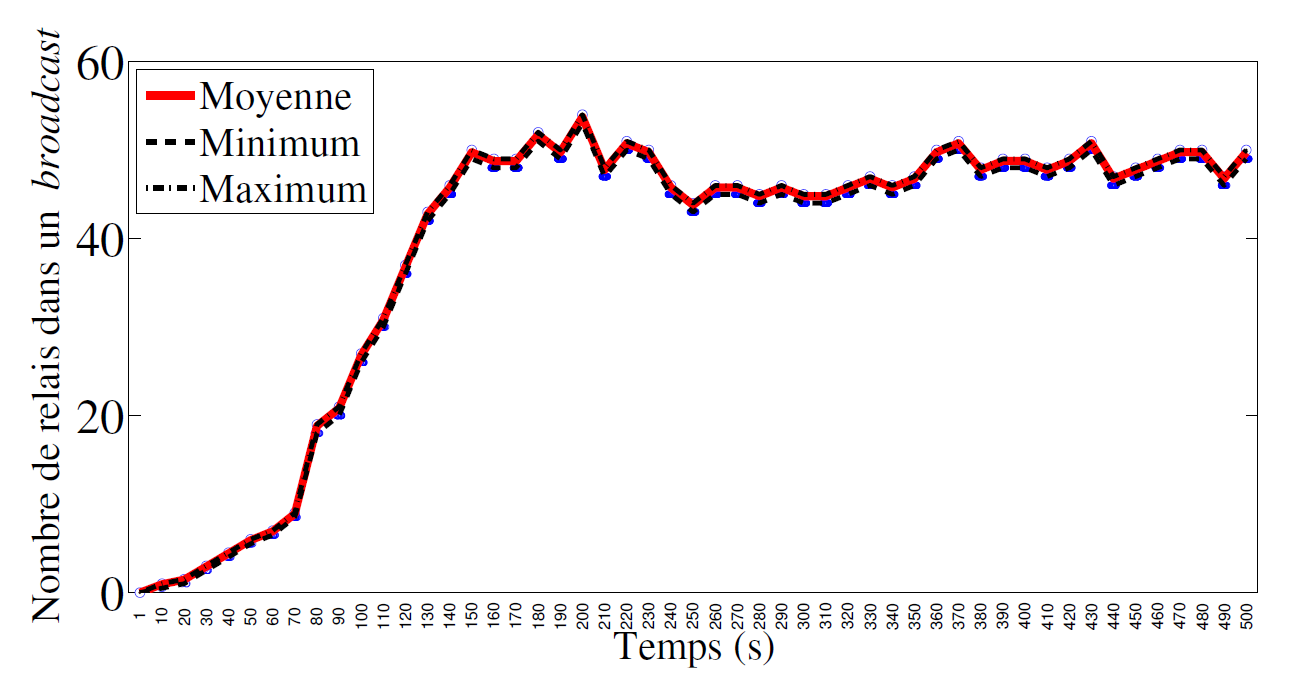 Nombre de relais dans un broadcast
60
40
20
0
Moyenne
Minimum
Maximum
1 10 20 30 40 50 60 70 80 90 100 110 120 130 140 150 160 170 180 190 200 210 220 230 240 250 260 270 280 290 300 310 320 330 340 350 360 370 380 390 400 410 420 430 440 450 460 470 480 490 500
Temps (s)